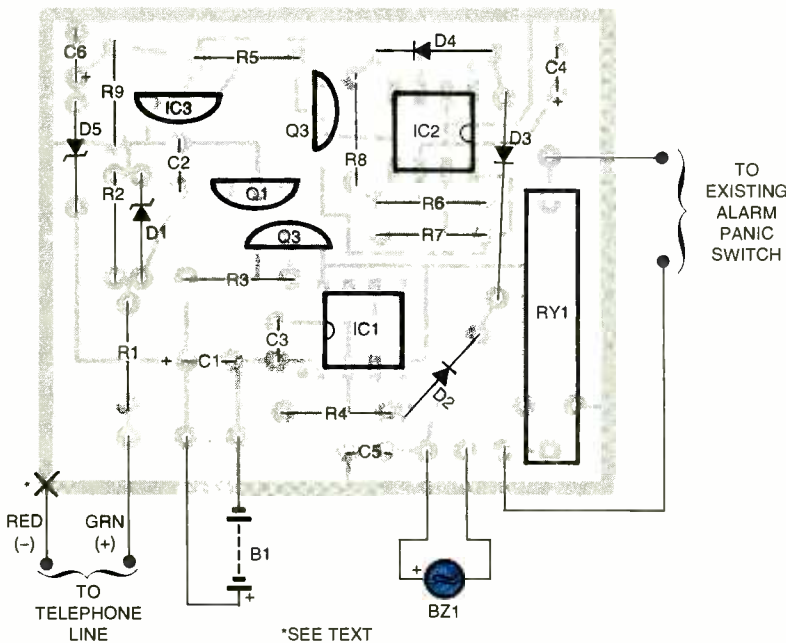 C6
+
R9
R5
D4
C4
+
IC3
Q3
IC2
D3
D5
C2
R8
R2
Q1
R6
D1
R7
Q3
R3
TO
EXISTING
ALARM
PANIC
SWITCH
IC1
RY1
R1
C3
+ C1
D2
R4
C5
*
RED
(-)
GRN
(+)
B1
+
+
BZ1
TO
TELEPHONE
LINE
*SEE TEXT